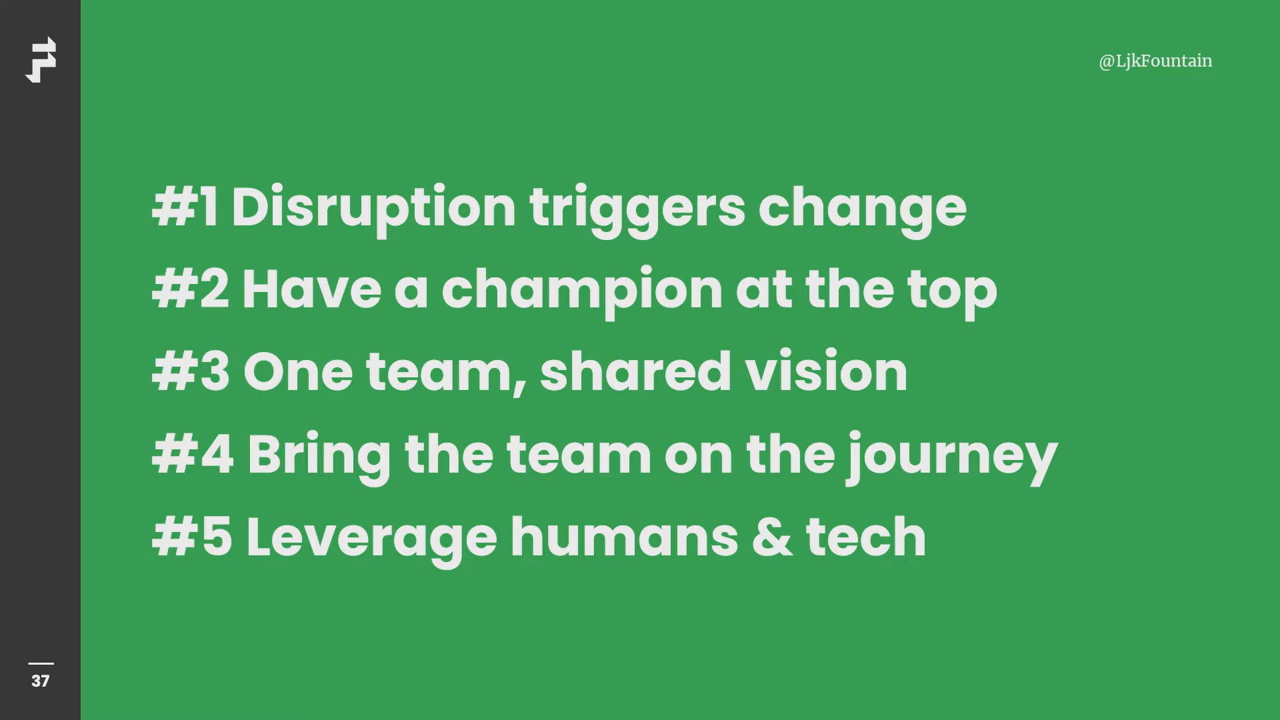 @LjkFountain
#1 Disruption triggers change
#2 Have a champion at the top
#3 One team, shared vision
#4 Bring the team on the journey
#5 Leverage humans & tech
37